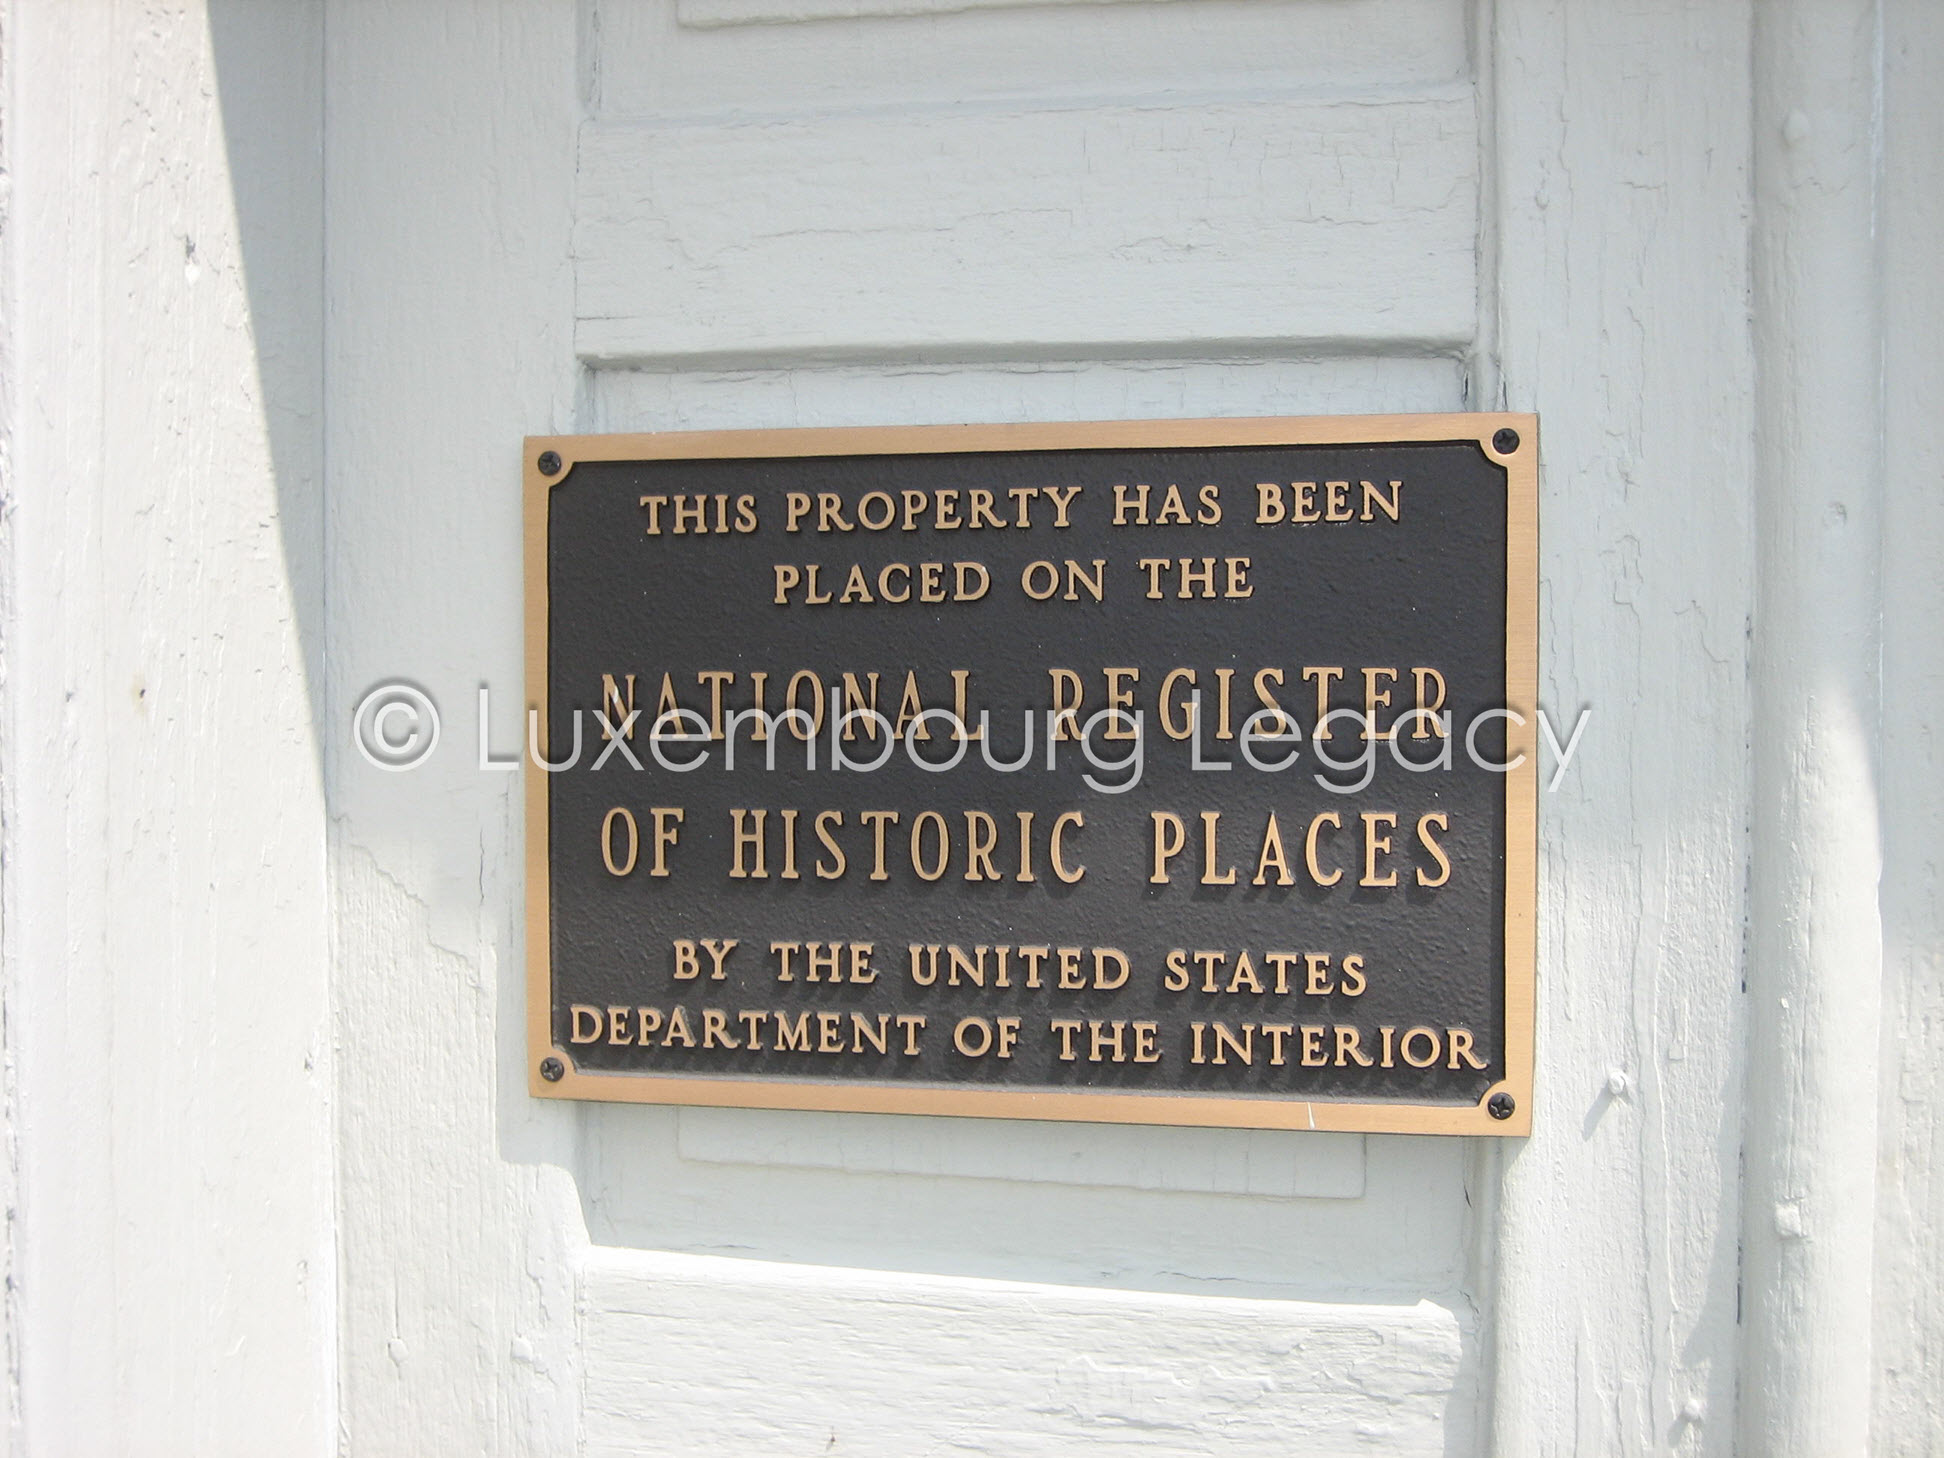 THIS PROPERTY HAS BEEN
PLACED ON THE
NATIONAL REGISTER
© Luxembourg Legacy
OF HISTORIC PLACES
BY THE UNITED STATES
DEPARTMENT OF THE INTERIOR